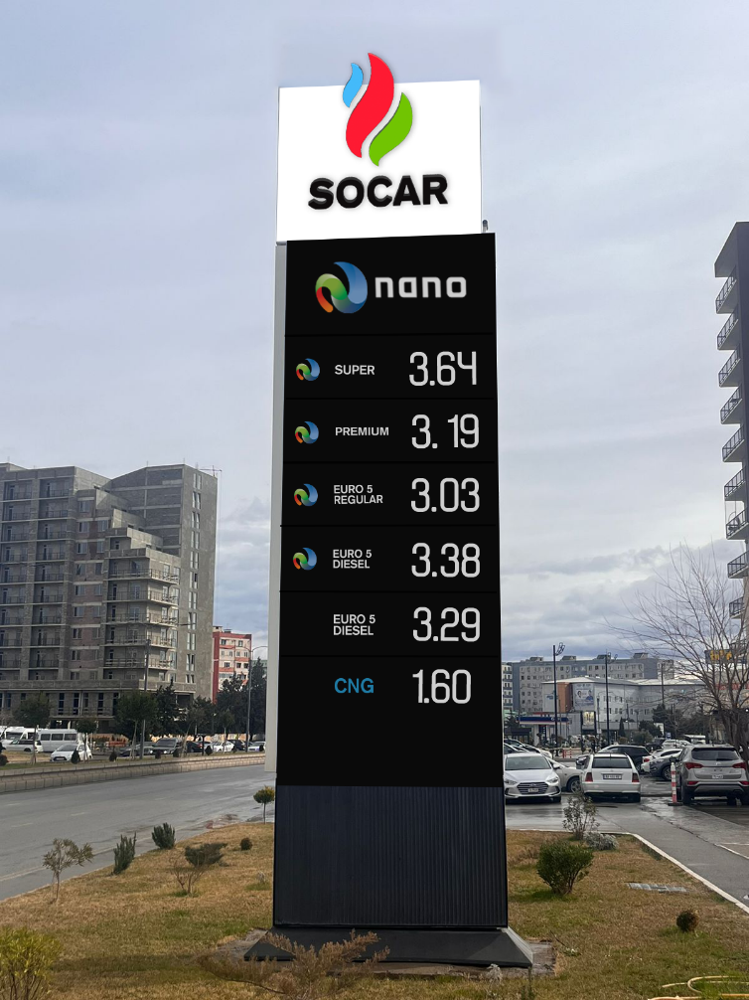 SOCAR
nano
SUPER 3.64
PREMIUM 3.19
EURO 5
REGULAR 3.03
EURO 5
DIESEL 3.38
EURO 5
DIESEL 3.29
CNG 1.60